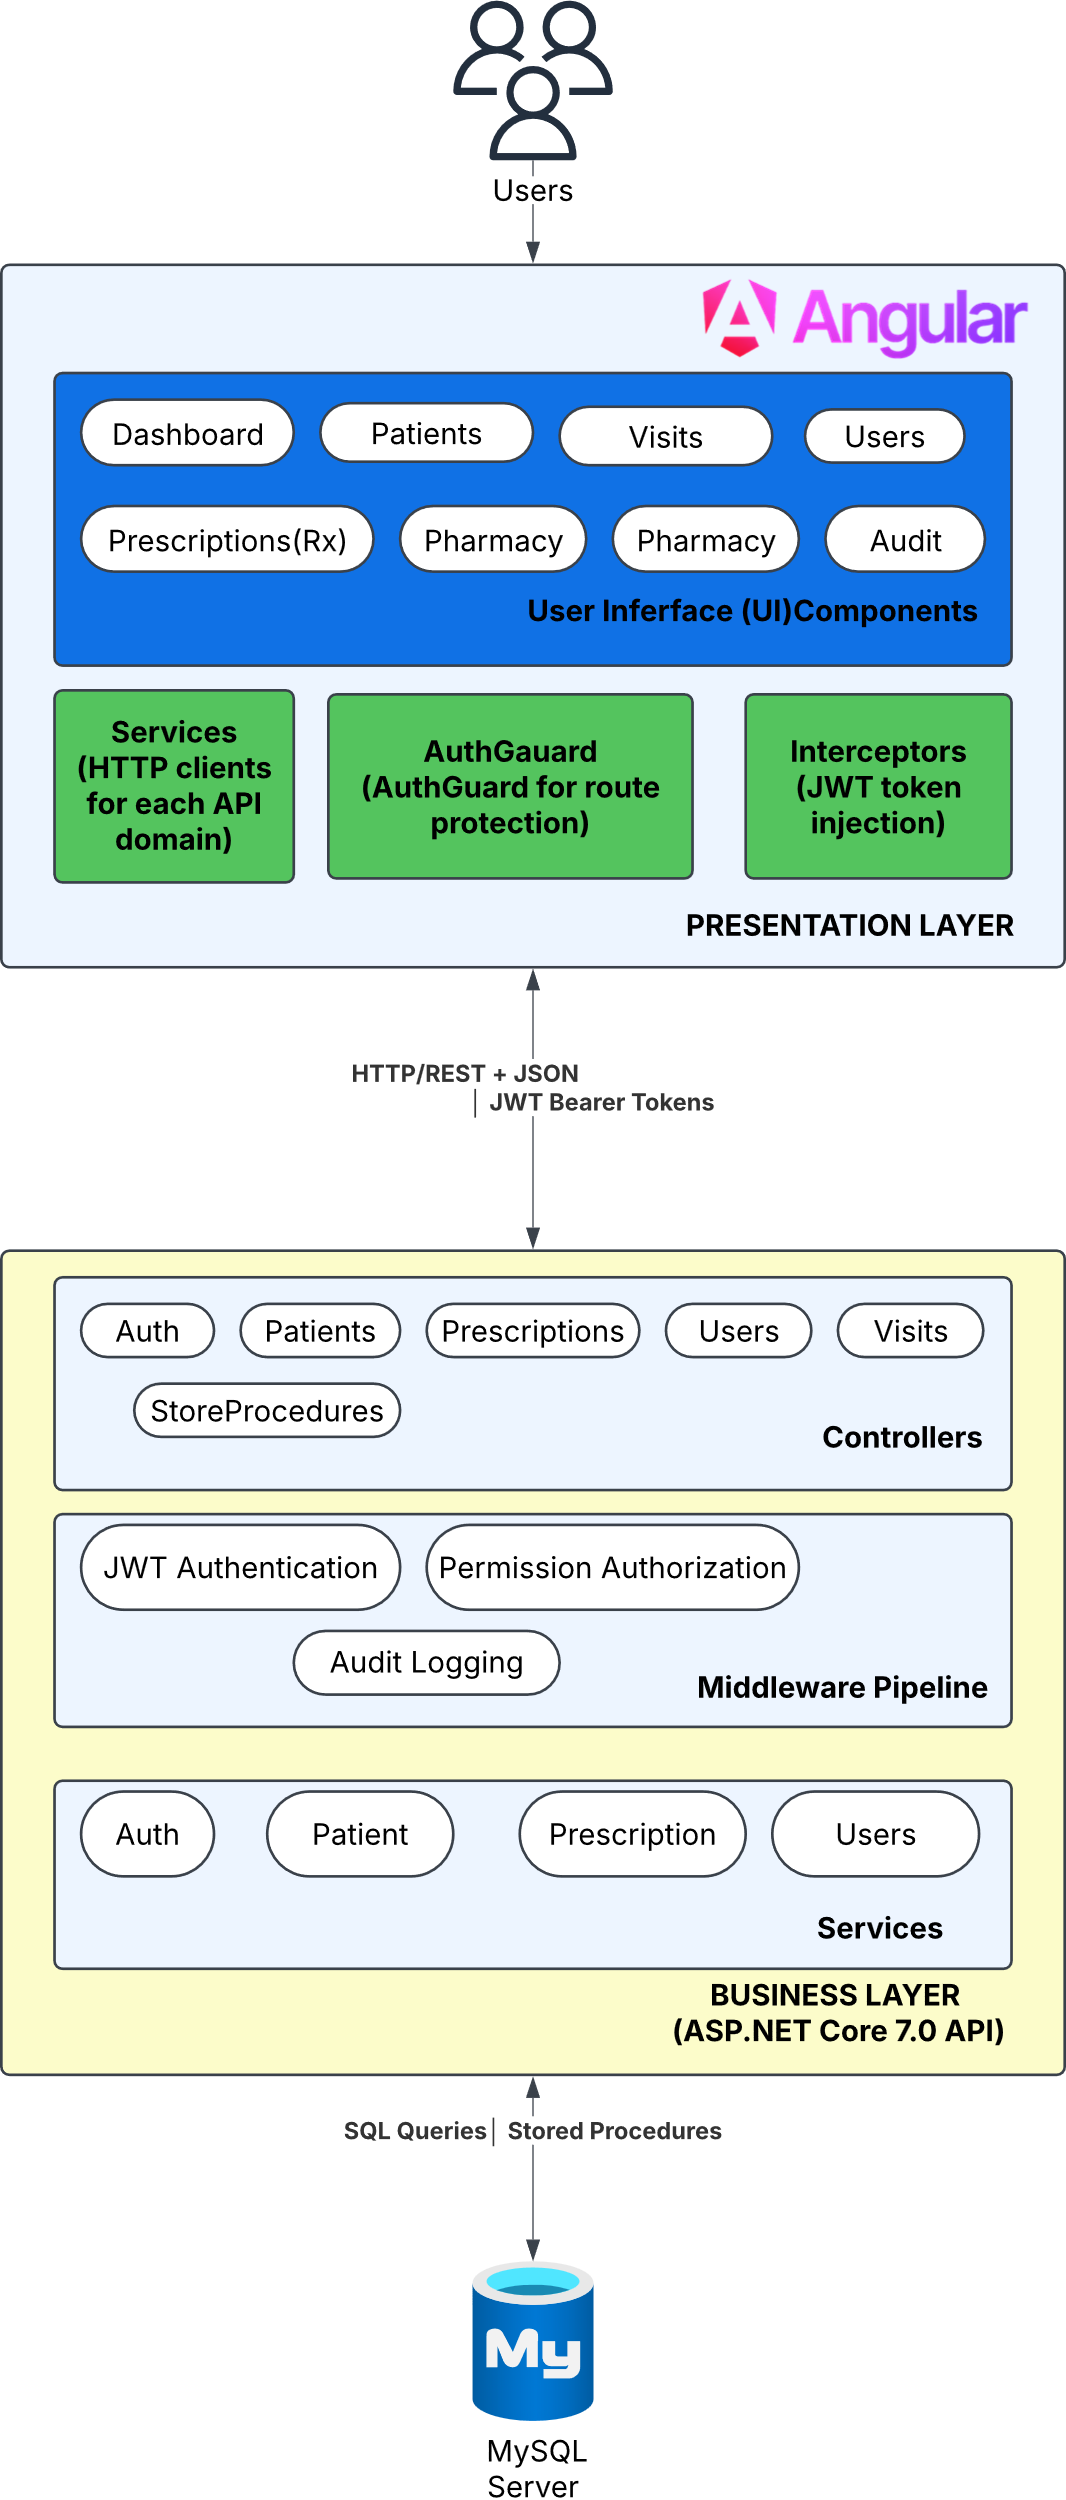 Users
Angular
Dashboard
Patients
Visits
Users
Prescriptions(Rx)
Pharmacy
Pharmacy
Audit
User Inferface (UI)Components
Services
(HTTP clients
for each API
domain)
AuthGauard
(AuthGuard for route
protection)
Interceptors
(JWT token
injection)
PRESENTATION LAYER
HTTP/REST + JSON
│ JWT Bearer Tokens
Auth
Patients
Prescriptions
Users
Visits
StoreProcedures
Controllers
JWT Authentication
Permission Authorization
Audit Logging
Middleware Pipeline
Auth
Patient
Prescription
Users
Services
BUSINESS LAYER
(ASP.NET Core 7.0 API)
SQL Queries│ Stored Procedures
My
MySQL
Server